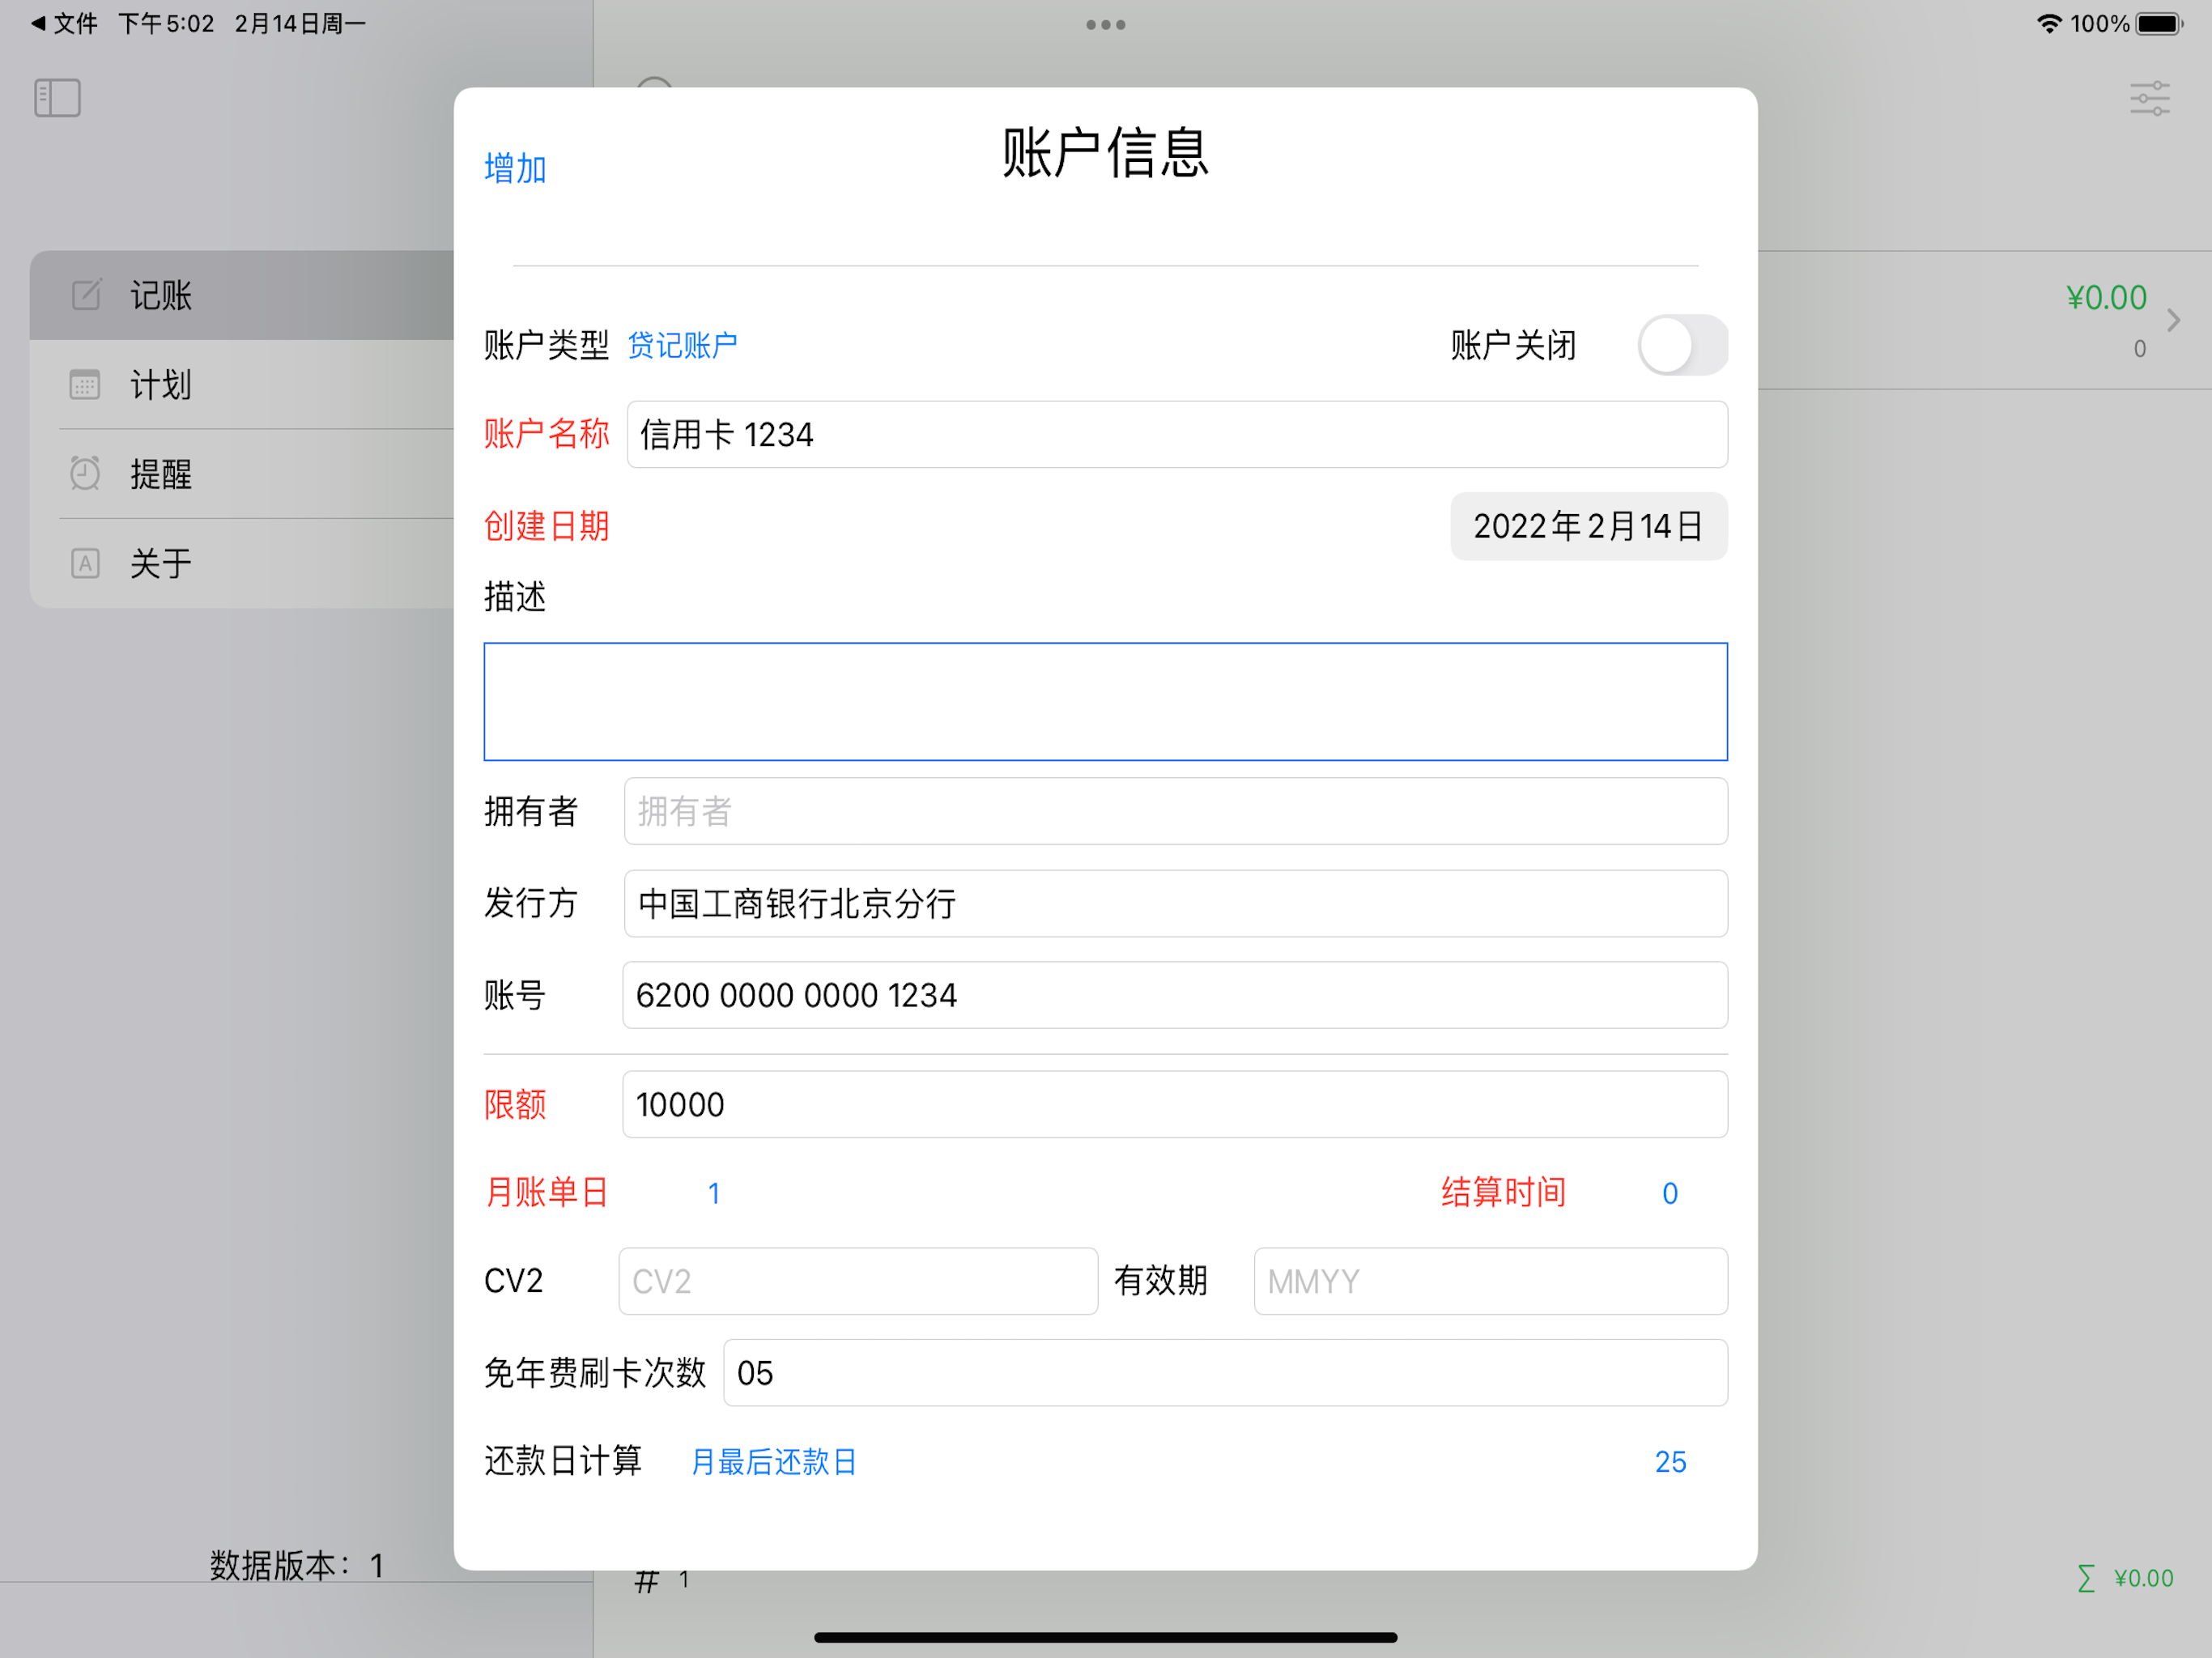 文件 下午5:02 2月14日周一
100%
增加
账户信息
记账
计划
提醒
关于
¥0.00
0
账户类型 贷记账户 账户关闭
账户名称 信用卡 1234
创建日期 2022年2月14日
描述
拥有者 拥有者
发行方 中国工商银行北京分行
账号 6200 0000 0000 1234
限额 10000
月账单日 1 结算时间 0
CV2 CV2 有效期 MMYY
免年费刷卡次数 05
还款日计算 月最后还款日 25
数据版本：1
# 1
∑ ¥0.00